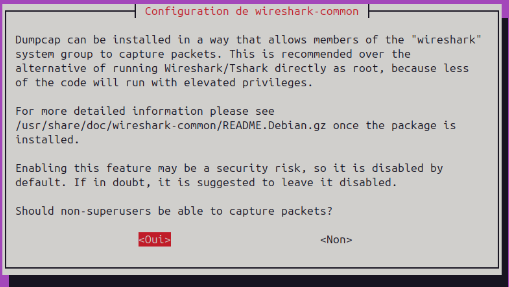 Configuration de wireshark-common
Dumpcap can be installed in a way that allows members of the "wireshark"
system group to capture packets. This is recommended over the
alternative of running Wireshark/Tshark directly as root, because less
of the code will run with elevated privileges.
For more detailed information please see
/usr/share/doc/wireshark-common/README.Debian.gz once the package is
installed.
Enabling this feature may be a security risk, so it is disabled by
default. If in doubt, it is suggested to leave it disabled.
Should non-superusers be able to capture packets?
<Oui> <Non>